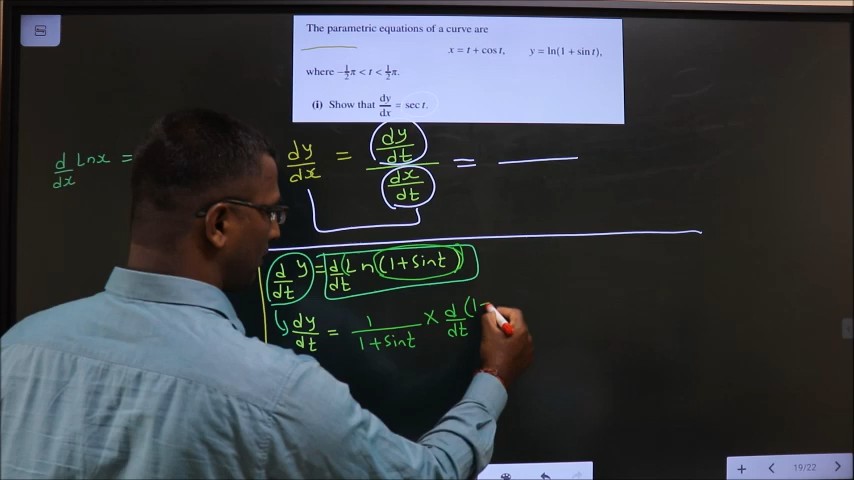 The parametric equations of a curve are
x = t + cos t, y = ln(1 + sin t),
where −½π < t < ½π.
(i) Show that dy/dx = sec t.
d/dx Lnx =
dy/dx = dy/dt / dx/dt = —
d/dt y = d/dt (Ln(1+sint))
dy/dt = 1/1+sint × d/dt (1
19/22